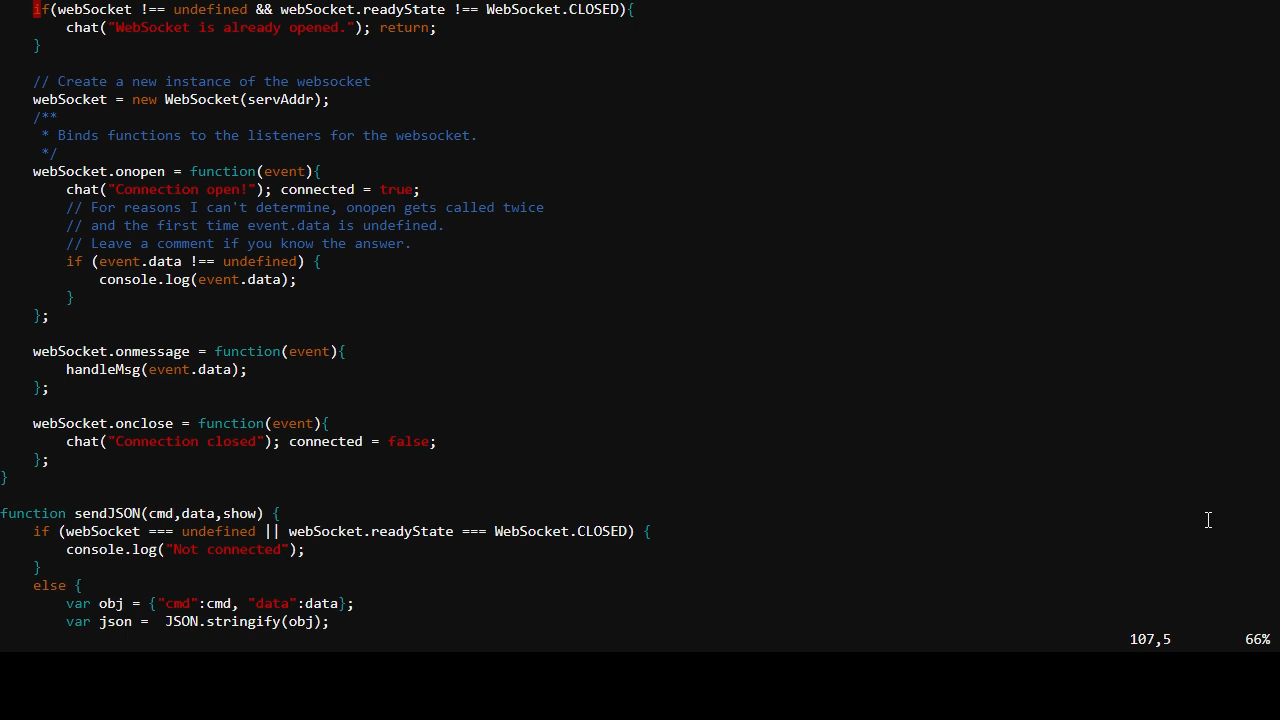 if(webSocket !== undefined && webSocket.readyState !== WebSocket.CLOSED){
        chat("WebSocket is already opened."); return;
    }

    // Create a new instance of the websocket
    webSocket = new WebSocket(servAddr);
    /**
     * Binds functions to the listeners for the websocket.
     */
    webSocket.onopen = function(event){
        chat("Connection open!"); connected = true;
        // For reasons I can't determine, onopen gets called twice
        // and the first time event.data is undefined.
        // Leave a comment if you know the answer.
        if (event.data !== undefined) {
            console.log(event.data);
        }
    };

    webSocket.onmessage = function(event){
        handleMsg(event.data);
    };

    webSocket.onclose = function(event){
        chat("Connection closed"); connected = false;
    };
}

function sendJSON(cmd,data,show) {
    if (webSocket === undefined || webSocket.readyState === WebSocket.CLOSED) {
        console.log("Not connected");
    }
    else {
        var obj = {"cmd":cmd, "data":data};
        var json =  JSON.stringify(obj);
107,5 66%